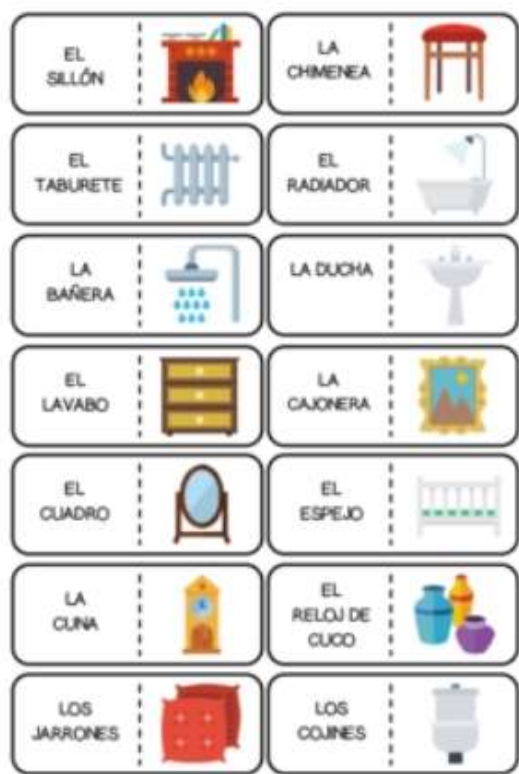 EL
SILLÓN
LA
CHIMENEA
EL
TABURETE
EL
RADIADOR
LA
BAÑERA
LA DUCHA
EL
LAVABO
LA
CAJONERA
EL
CUADRO
EL
ESPEJO
LA
CUNA
EL
RELOJ DE
CUCO
LOS
JARRONES
LOS
COJINES